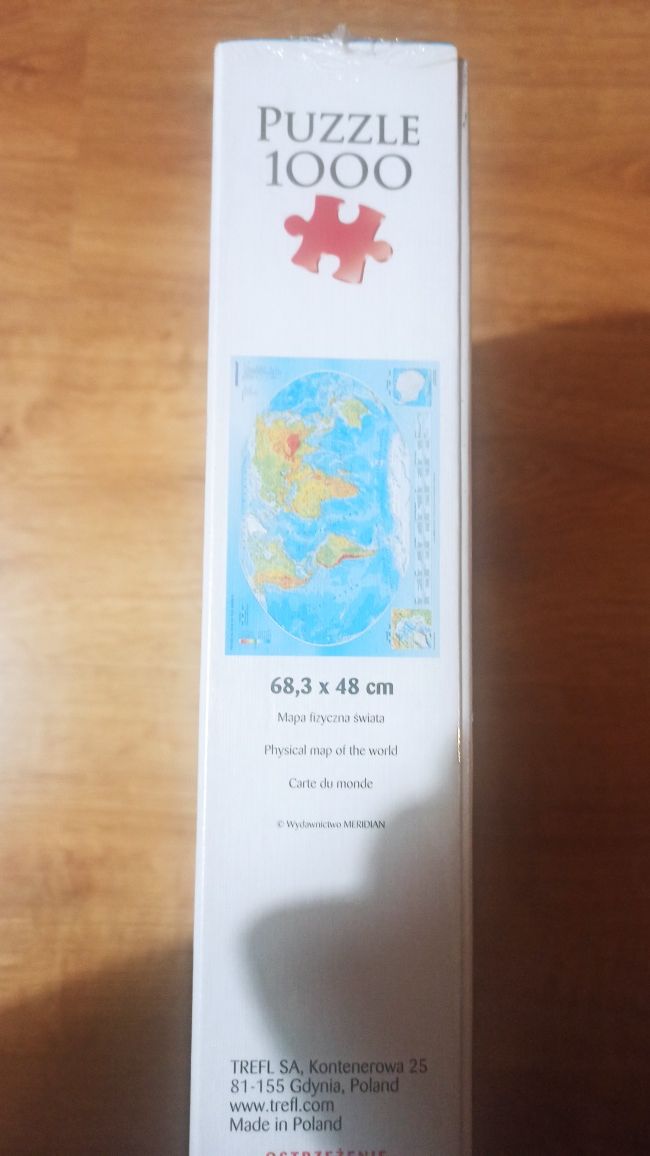 PUZZLE
1000
68,3 x 48 cm
Mapa fizyczna świata
Physical map of the world
Carte du monde
© Wydawnictwo MERIDIAN
TREFL SA, Kontenerowa 25
81-155 Gdynia, Poland
www.trefl.com
Made in Poland
OSTRZEŻENIE